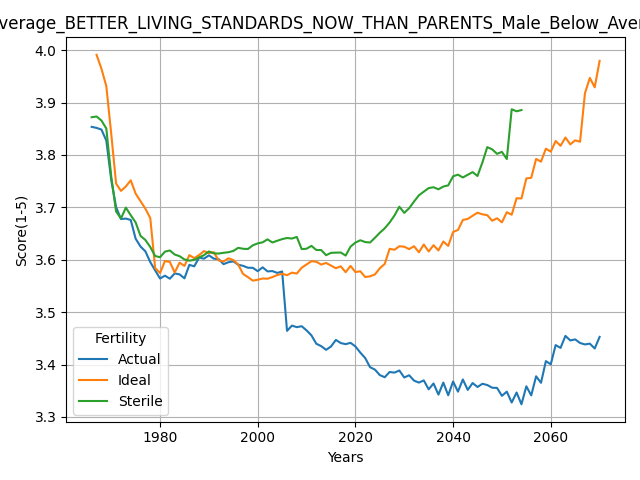 verage_BETTER_LIVING_STANDARDS_NOW_THAN_PARENTS_Male_Below_Aver
4.0
3.9
3.8
3.7
3.6
3.5
3.4
3.3
Score(1-5)
Fertility
Actual
Ideal
Sterile
1980
2000
2020
2040
2060
Years